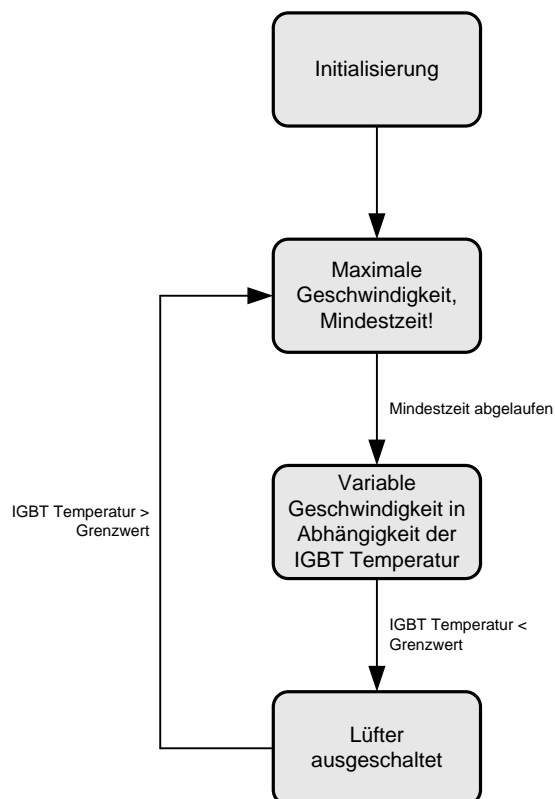 Initialisierung
Maximale
Geschwindigkeit,
Mindestzeit!
Mindestzeit abgelaufen
Variable
Geschwindigkeit in
Abhängigkeit der
IGBT Temperatur
IGBT Temperatur >
Grenzwert
IGBT Temperatur <
Grenzwert
Lüfter
ausgeschaltet